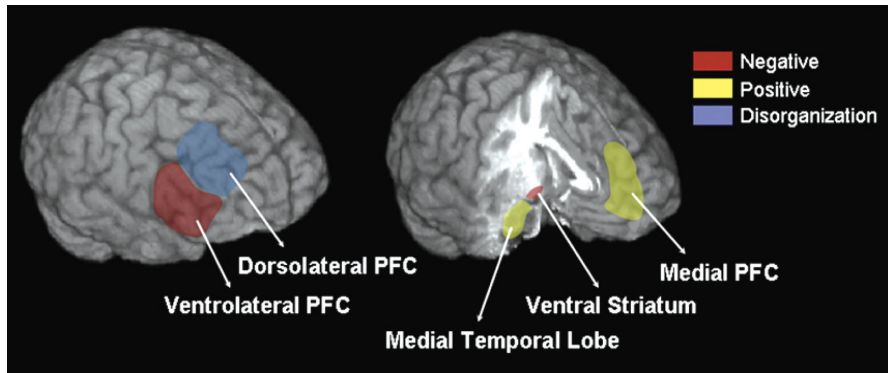 Negative
Positive
Disorganization
Dorsolateral PFC
Ventrolateral PFC
Medial PFC
Ventral Striatum
Medial Temporal Lobe